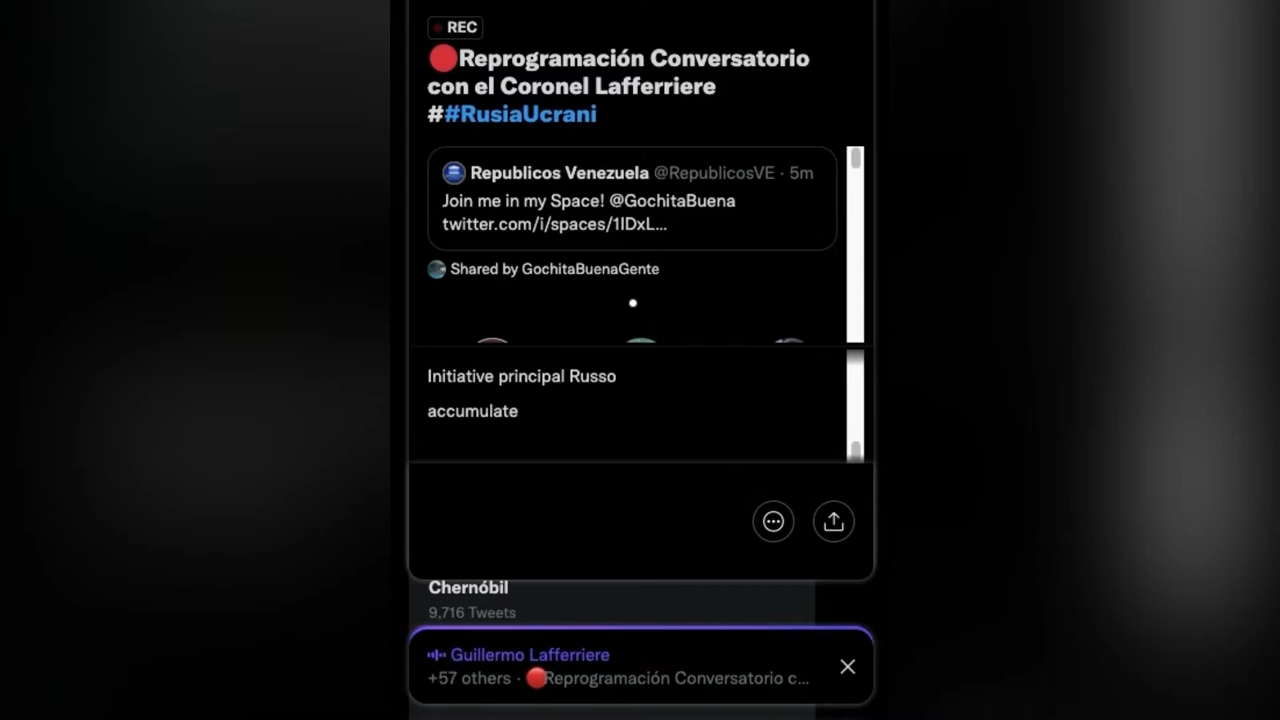 REC
🔴Reprogramación Conversatorio
con el Coronel Lafferriere
##RusiaUcrani
Republicos Venezuela @RepublicosVE · 5m
Join me in my Space! @GochitaBuena
twitter.com/i/spaces/1lDxL...
Shared by GochitaBuenaGente
Initiative principal Russo
accumulate
Chernóbil
9,716 Tweets
Guillermo Lafferriere
+57 others · 🔴Reprogramación Conversatorio c...